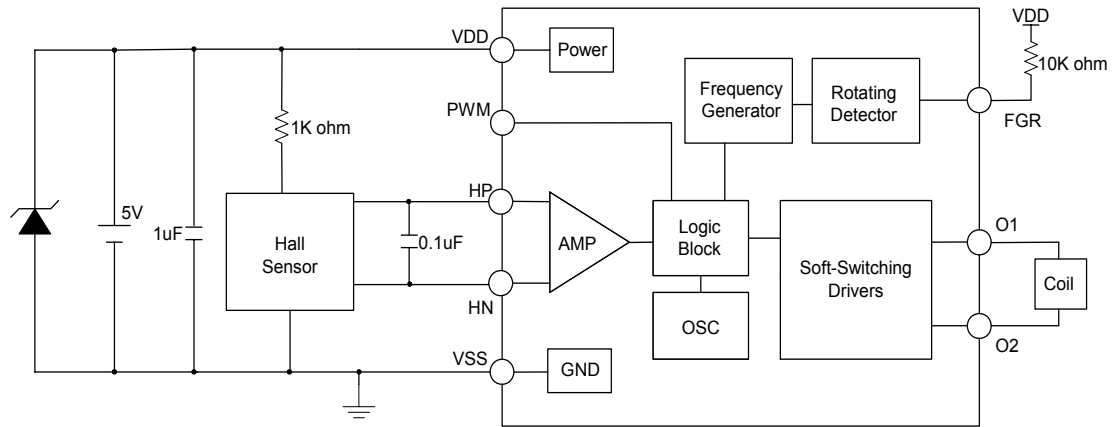 VDD
Power
VDD
10K ohm
Frequency
Generator
Rotating
Detector
FGR
PWM
1K ohm
HP
5V
1uF
Hall
Sensor
0.1uF
AMP
Logic
Block
Soft-Switching
Drivers
O1
Coil
HN
OSC
O2
VSS
GND